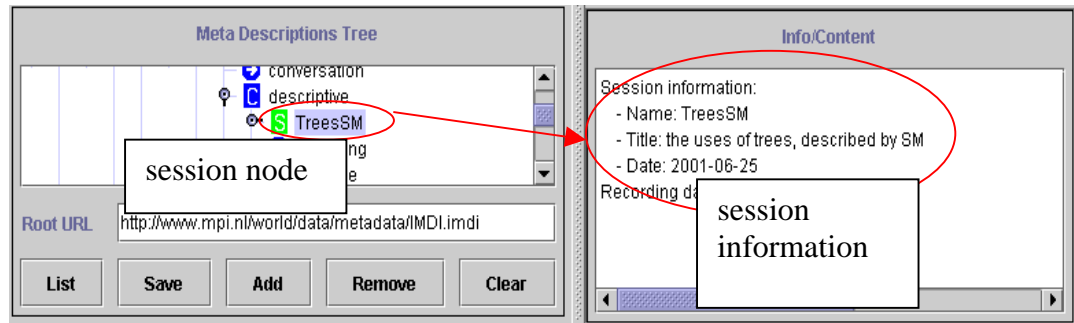 Meta Descriptions Tree
conversation
C descriptive
S TreesSM
session node
Root URL http://www.mpi.nl/world/data/metadata/IMDI.imdi
List Save Add Remove Clear
Info/Content
Session information:
- Name: TreesSM
- Title: the uses of trees, described by SM
- Date: 2001-06-25
Recording
session
information